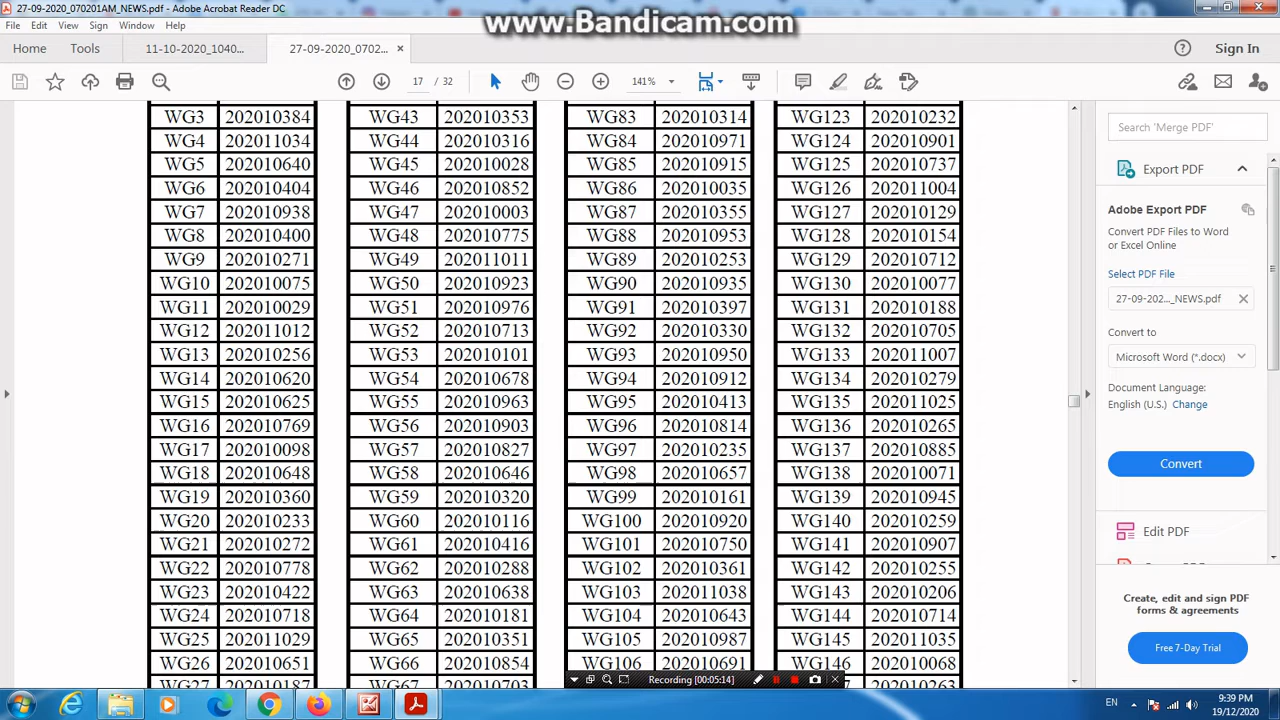 27-09-2020_070201AM_NEWS.pdf - Adobe Acrobat Reader DC
www.Bandicam.com
File Edit View Sign Window Help
Home Tools 11-10-2020_1040... 27-09-2020_0702... × Sign In
17 / 32 141%
WG3 202010384 WG43 202010353 WG83 202010314 WG123 202010232
WG4 202011034 WG44 202010316 WG84 202010971 WG124 202010901
WG5 202010640 WG45 202010028 WG85 202010915 WG125 202010737
WG6 202010404 WG46 202010852 WG86 202010035 WG126 202011004
WG7 202010938 WG47 202010003 WG87 202010355 WG127 202010129
WG8 202010400 WG48 202010775 WG88 202010953 WG128 202010154
WG9 202010271 WG49 202011011 WG89 202010253 WG129 202010712
WG10 202010075 WG50 202010923 WG90 202010935 WG130 202010077
WG11 202010029 WG51 202010976 WG91 202010397 WG131 202010188
WG12 202011012 WG52 202010713 WG92 202010330 WG132 202010705
WG13 202010256 WG53 202010101 WG93 202010950 WG133 202011007
WG14 202010620 WG54 202010678 WG94 202010912 WG134 202010279
WG15 202010625 WG55 202010963 WG95 202010413 WG135 202011025
WG16 202010769 WG56 202010903 WG96 202010814 WG136 202010265
WG17 202010098 WG57 202010827 WG97 202010235 WG137 202010885
WG18 202010648 WG58 202010646 WG98 202010657 WG138 202010071
WG19 202010360 WG59 202010320 WG99 202010161 WG139 202010945
WG20 202010233 WG60 202010116 WG100 202010920 WG140 202010259
WG21 202010272 WG61 202010416 WG101 202010750 WG141 202010907
WG22 202010778 WG62 202010288 WG102 202010361 WG142 202010255
WG23 202010422 WG63 202010638 WG103 202011038 WG143 202010206
WG24 202010718 WG64 202010181 WG104 202010643 WG144 202010714
WG25 202011029 WG65 202010351 WG105 202010987 WG145 202011035
WG26 202010651 WG66 202010854 WG106 202010691 WG146 202010068
WG27 202010187 WG67 202010703 202010263
Search 'Merge PDF'
Export PDF
Adobe Export PDF
Convert PDF Files to Word
or Excel Online
Select PDF File
27-09-202..._NEWS.pdf ×
Convert to
Microsoft Word (*.docx)
Document Language:
English (U.S.) Change
Convert
Edit PDF
Create, edit and sign PDF
forms & agreements
Free 7-Day Trial
Recording [00:05:14]
EN 9:39 PM
19/12/2020